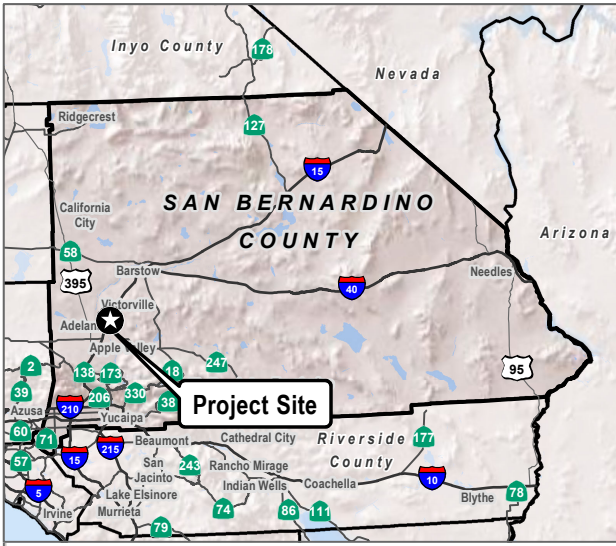 Inyo County
178
Nevada
Ridgecrest
127
15
SAN BERNARDINO
COUNTY
California
City
Arizona
58
Barstow
Needles
395
40
Victorville
Adelan
Apple Valley
95
2
138
173
18
247
39
206
330
38
Azusa
210
Project Site
Yucaipa
60
71
Beaumont
Cathedral City
Riverside
County
177
57
15
215
San
Jacinto
243
Rancho Mirage
Indian Wells
Coachella
10
5
Lake Elsinore
Blythe
78
Irvine
Murrieta
79
74
86
111